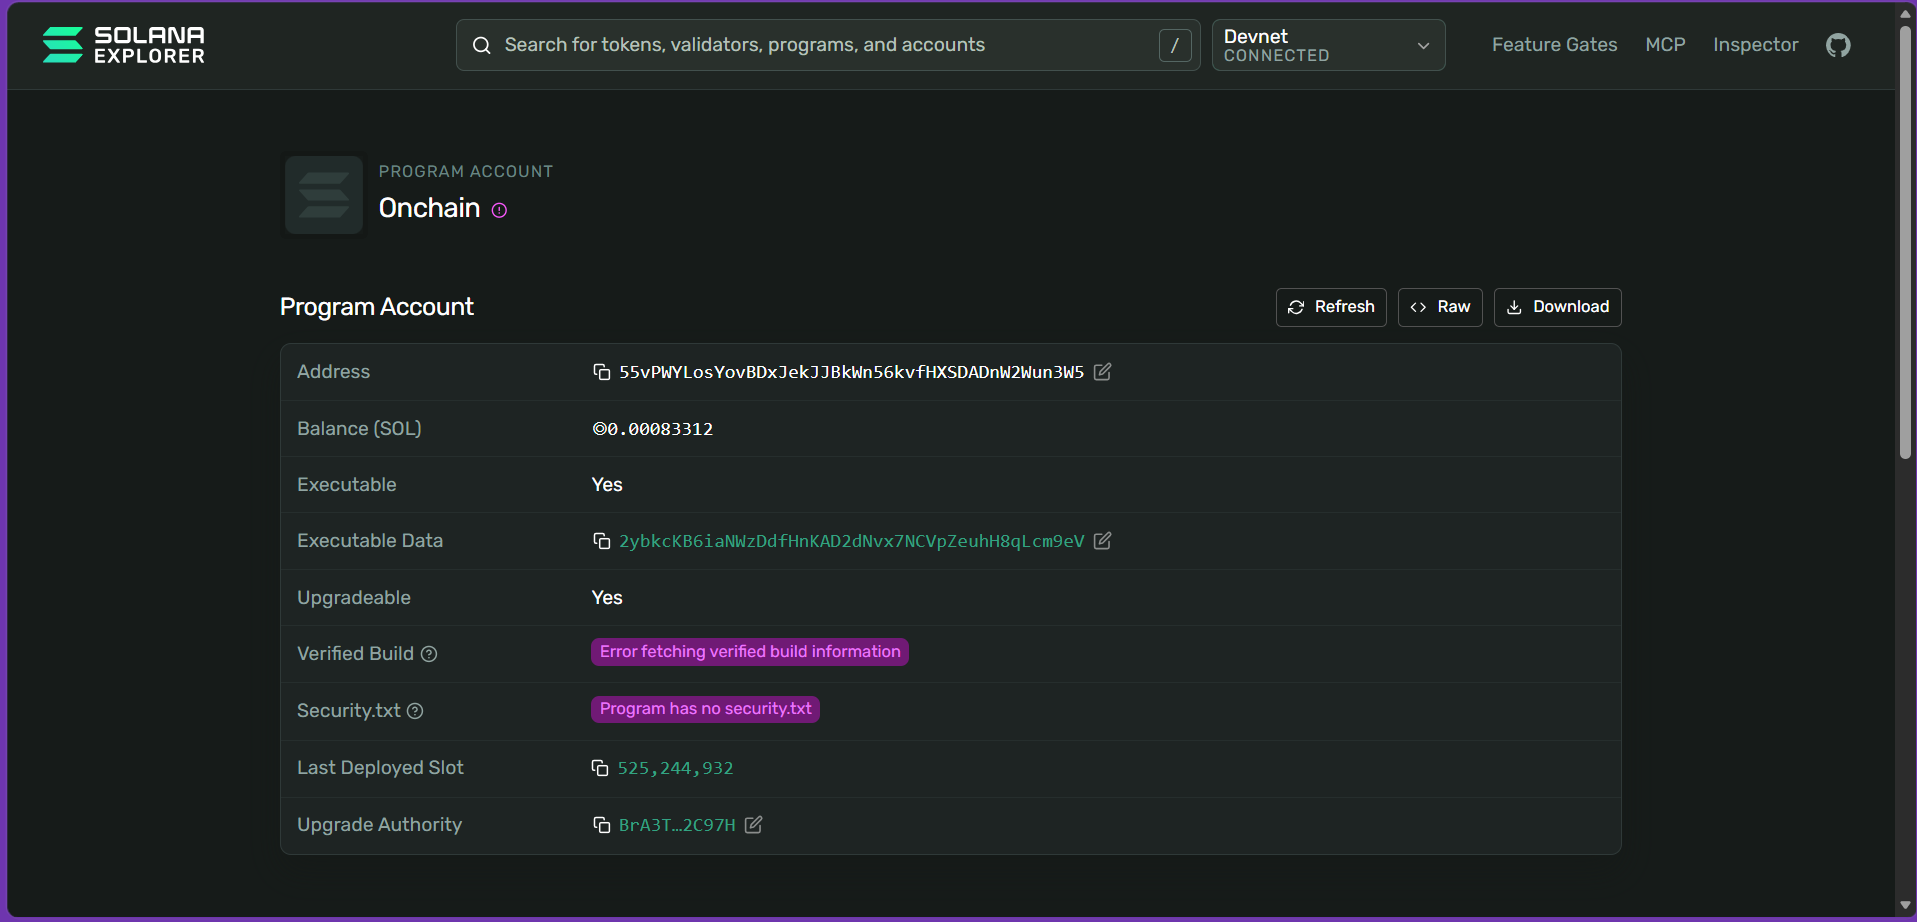 SOLANA
EXPLORER
Search for tokens, validators, programs, and accounts
/
Devnet
CONNECTED
Feature Gates
MCP
Inspector
PROGRAM ACCOUNT
Onchain
Program Account
Refresh
Raw
Download
Address 55vPWYLosYovBDxJekJJBkWn56kvfHXSDADnW2Wun3W5
Balance (SOL) ◎0.00083312
Executable Yes
Executable Data 2ybkcKB6iaNWzDdfHnKAD2dNvx7NCVpZeuhH8qLcm9eV
Upgradeable Yes
Verified Build Error fetching verified build information
Security.txt Program has no security.txt
Last Deployed Slot 525,244,932
Upgrade Authority BrA3T…2C97H